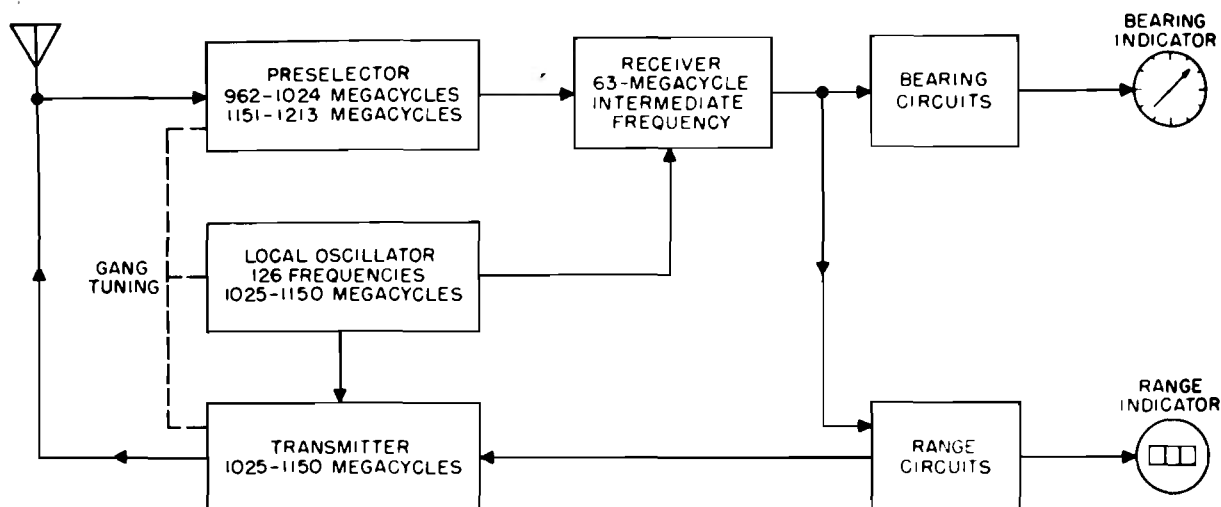 PRESELECTOR
962-1024 MEGACYCLES
1151-1213 MEGACYCLES
RECEIVER
63-MEGACYCLE
INTERMEDIATE
FREQUENCY
BEARING
CIRCUITS
BEARING
INDICATOR
GANG
TUNING
LOCAL OSCILLATOR
126 FREQUENCIES
1025-1150 MEGACYCLES
TRANSMITTER
1025-1150 MEGACYCLES
RANGE
CIRCUITS
RANGE
INDICATOR